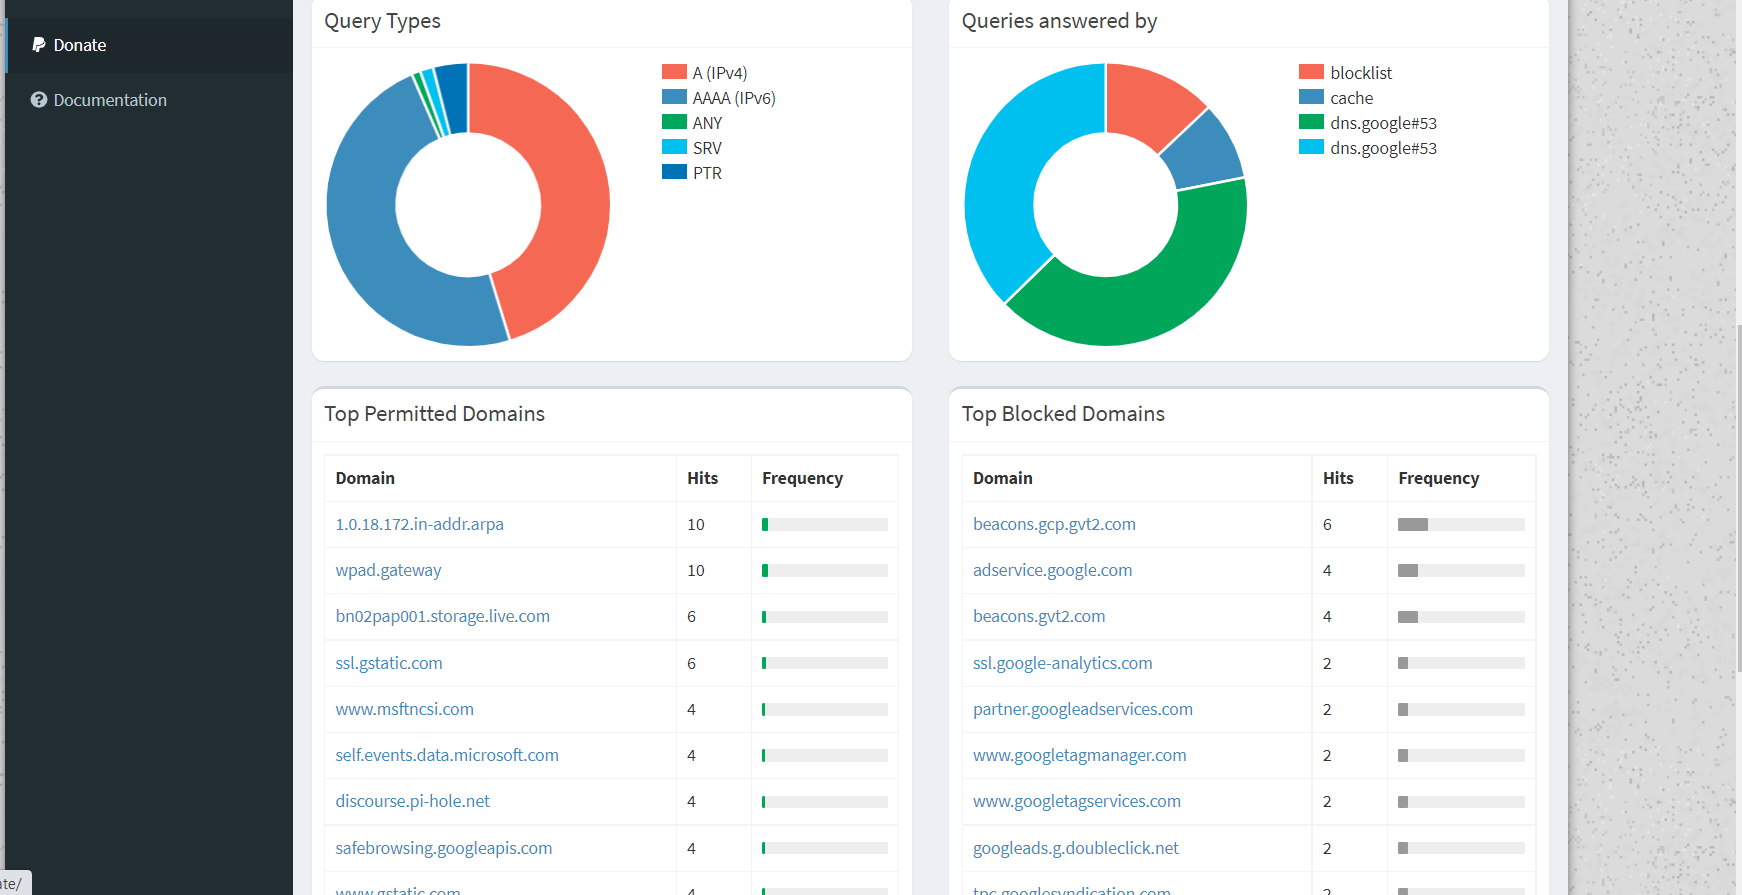 Donate
Documentation
Query Types
A (IPv4)
AAAA (IPv6)
ANY
SRV
PTR
Queries answered by
blocklist
cache
dns.google#53
dns.google#53
Top Permitted Domains
Domain Hits Frequency
1.0.18.172.in-addr.arpa 10
wpad.gateway 10
bn02pap001.storage.live.com 6
ssl.gstatic.com 6
www.msftncsi.com 4
self.events.data.microsoft.com 4
discourse.pi-hole.net 4
safebrowsing.googleapis.com 4
www.gstatic.com 4
Top Blocked Domains
Domain Hits Frequency
beacons.gcp.gvt2.com 6
adservice.google.com 4
beacons.gvt2.com 4
ssl.google-analytics.com 2
partner.googleadservices.com 2
www.googletagmanager.com 2
www.googletagservices.com 2
googleads.g.doubleclick.net 2
tpc.googlesyndication.com 2
ate/